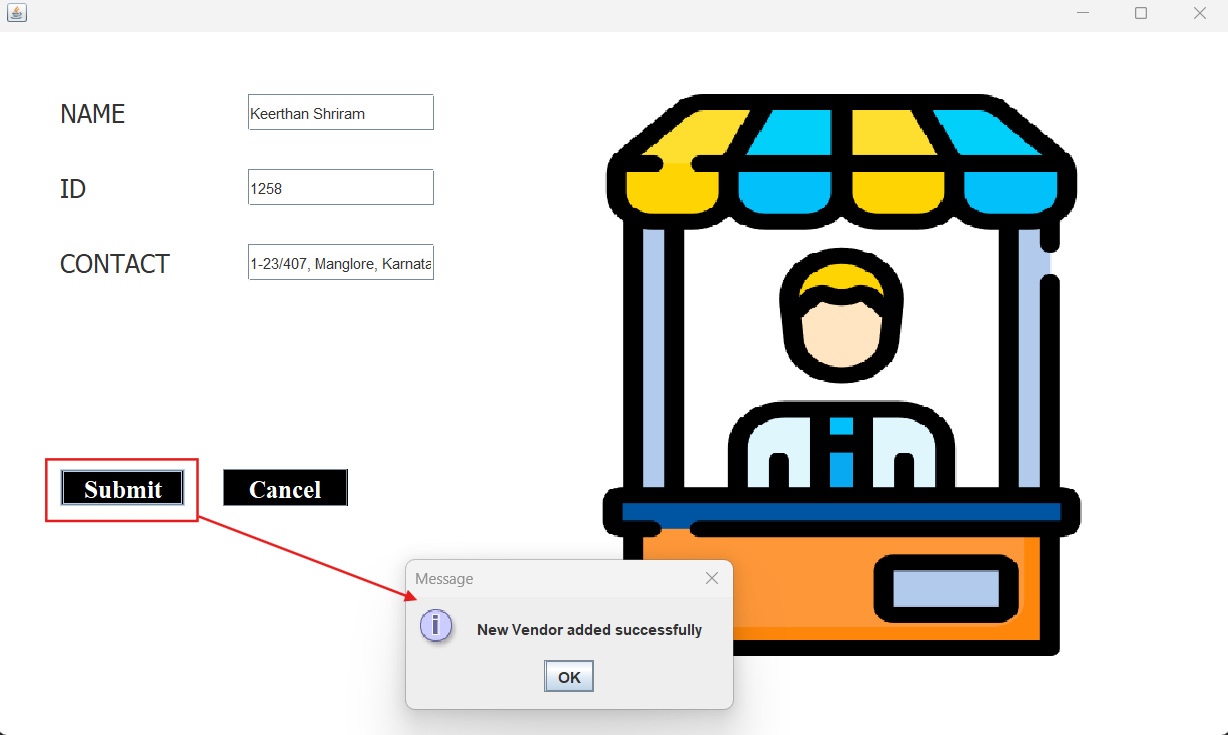 NAME
Keerthan Shriram
ID
1258
CONTACT
1-23/407, Manglore, Karnata
Submit
Cancel
Message
i
New Vendor added successfully
OK